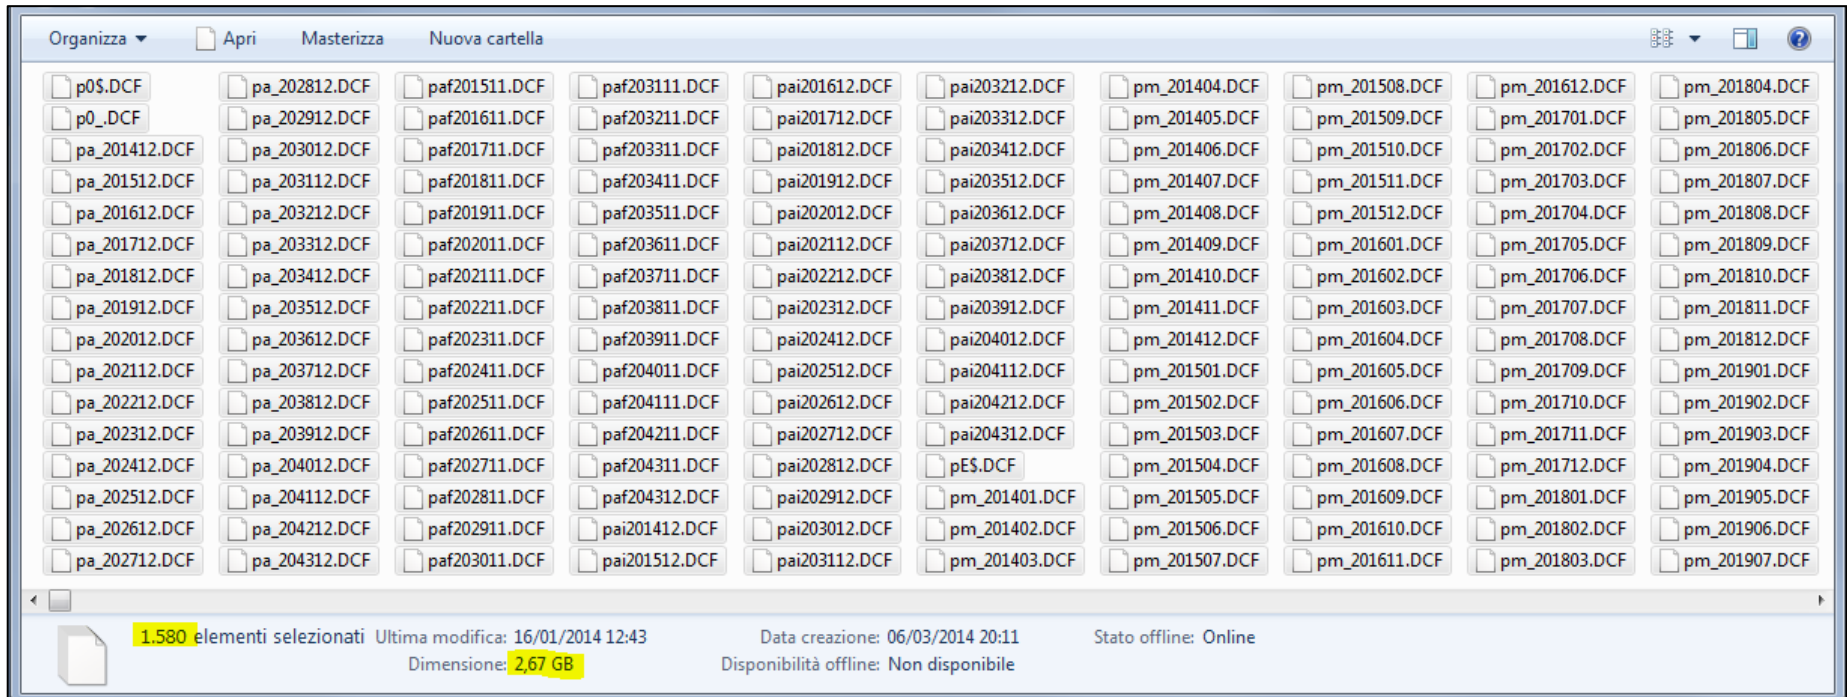 Organizza Apri Masterizza Nuova cartella
p0$.DCF pa_202812.DCF paf201511.DCF paf203111.DCF pai201612.DCF pai203212.DCF pm_201404.DCF pm_201508.DCF pm_201612.DCF pm_201804.DCF
p0_.DCF pa_202912.DCF paf201611.DCF paf203211.DCF pai201712.DCF pai203312.DCF pm_201405.DCF pm_201509.DCF pm_201701.DCF pm_201805.DCF
pa_201412.DCF pa_203012.DCF paf201711.DCF paf203311.DCF pai201812.DCF pai203412.DCF pm_201406.DCF pm_201510.DCF pm_201702.DCF pm_201806.DCF
pa_201512.DCF pa_203112.DCF paf201811.DCF paf203411.DCF pai201912.DCF pai203512.DCF pm_201407.DCF pm_201511.DCF pm_201703.DCF pm_201807.DCF
pa_201612.DCF pa_203212.DCF paf201911.DCF paf203511.DCF pai202012.DCF pai203612.DCF pm_201408.DCF pm_201512.DCF pm_201704.DCF pm_201808.DCF
pa_201712.DCF pa_203312.DCF paf202011.DCF paf203611.DCF pai202112.DCF pai203712.DCF pm_201409.DCF pm_201601.DCF pm_201705.DCF pm_201809.DCF
pa_201812.DCF pa_203412.DCF paf202111.DCF paf203711.DCF pai202212.DCF pai203812.DCF pm_201410.DCF pm_201602.DCF pm_201706.DCF pm_201810.DCF
pa_201912.DCF pa_203512.DCF paf202211.DCF paf203811.DCF pai202312.DCF pai203912.DCF pm_201411.DCF pm_201603.DCF pm_201707.DCF pm_201811.DCF
pa_202012.DCF pa_203612.DCF paf202311.DCF paf203911.DCF pai202412.DCF pai204012.DCF pm_201412.DCF pm_201604.DCF pm_201708.DCF pm_201812.DCF
pa_202112.DCF pa_203712.DCF paf202411.DCF paf204011.DCF pai202512.DCF pai204112.DCF pm_201501.DCF pm_201605.DCF pm_201709.DCF pm_201901.DCF
pa_202212.DCF pa_203812.DCF paf202511.DCF paf204111.DCF pai202612.DCF pai204212.DCF pm_201502.DCF pm_201606.DCF pm_201710.DCF pm_201902.DCF
pa_202312.DCF pa_203912.DCF paf202611.DCF paf204211.DCF pai202712.DCF pai204312.DCF pm_201503.DCF pm_201607.DCF pm_201711.DCF pm_201903.DCF
pa_202412.DCF pa_204012.DCF paf202711.DCF paf204311.DCF pai202812.DCF pE$.DCF pm_201504.DCF pm_201608.DCF pm_201712.DCF pm_201904.DCF
pa_202512.DCF pa_204112.DCF paf202811.DCF paf204312.DCF pai202912.DCF pm_201401.DCF pm_201505.DCF pm_201609.DCF pm_201801.DCF pm_201905.DCF
pa_202612.DCF pa_204212.DCF paf202911.DCF pai201412.DCF pai203012.DCF pm_201402.DCF pm_201506.DCF pm_201610.DCF pm_201802.DCF pm_201906.DCF
pa_202712.DCF pa_204312.DCF paf203011.DCF pai201512.DCF pai203112.DCF pm_201403.DCF pm_201507.DCF pm_201611.DCF pm_201803.DCF pm_201907.DCF
1.580 elementi selezionati Ultima modifica: 16/01/2014 12:43 Data creazione: 06/03/2014 20:11 Stato offline: Online
Dimensione: 2,67 GB Disponibilità offline: Non disponibile